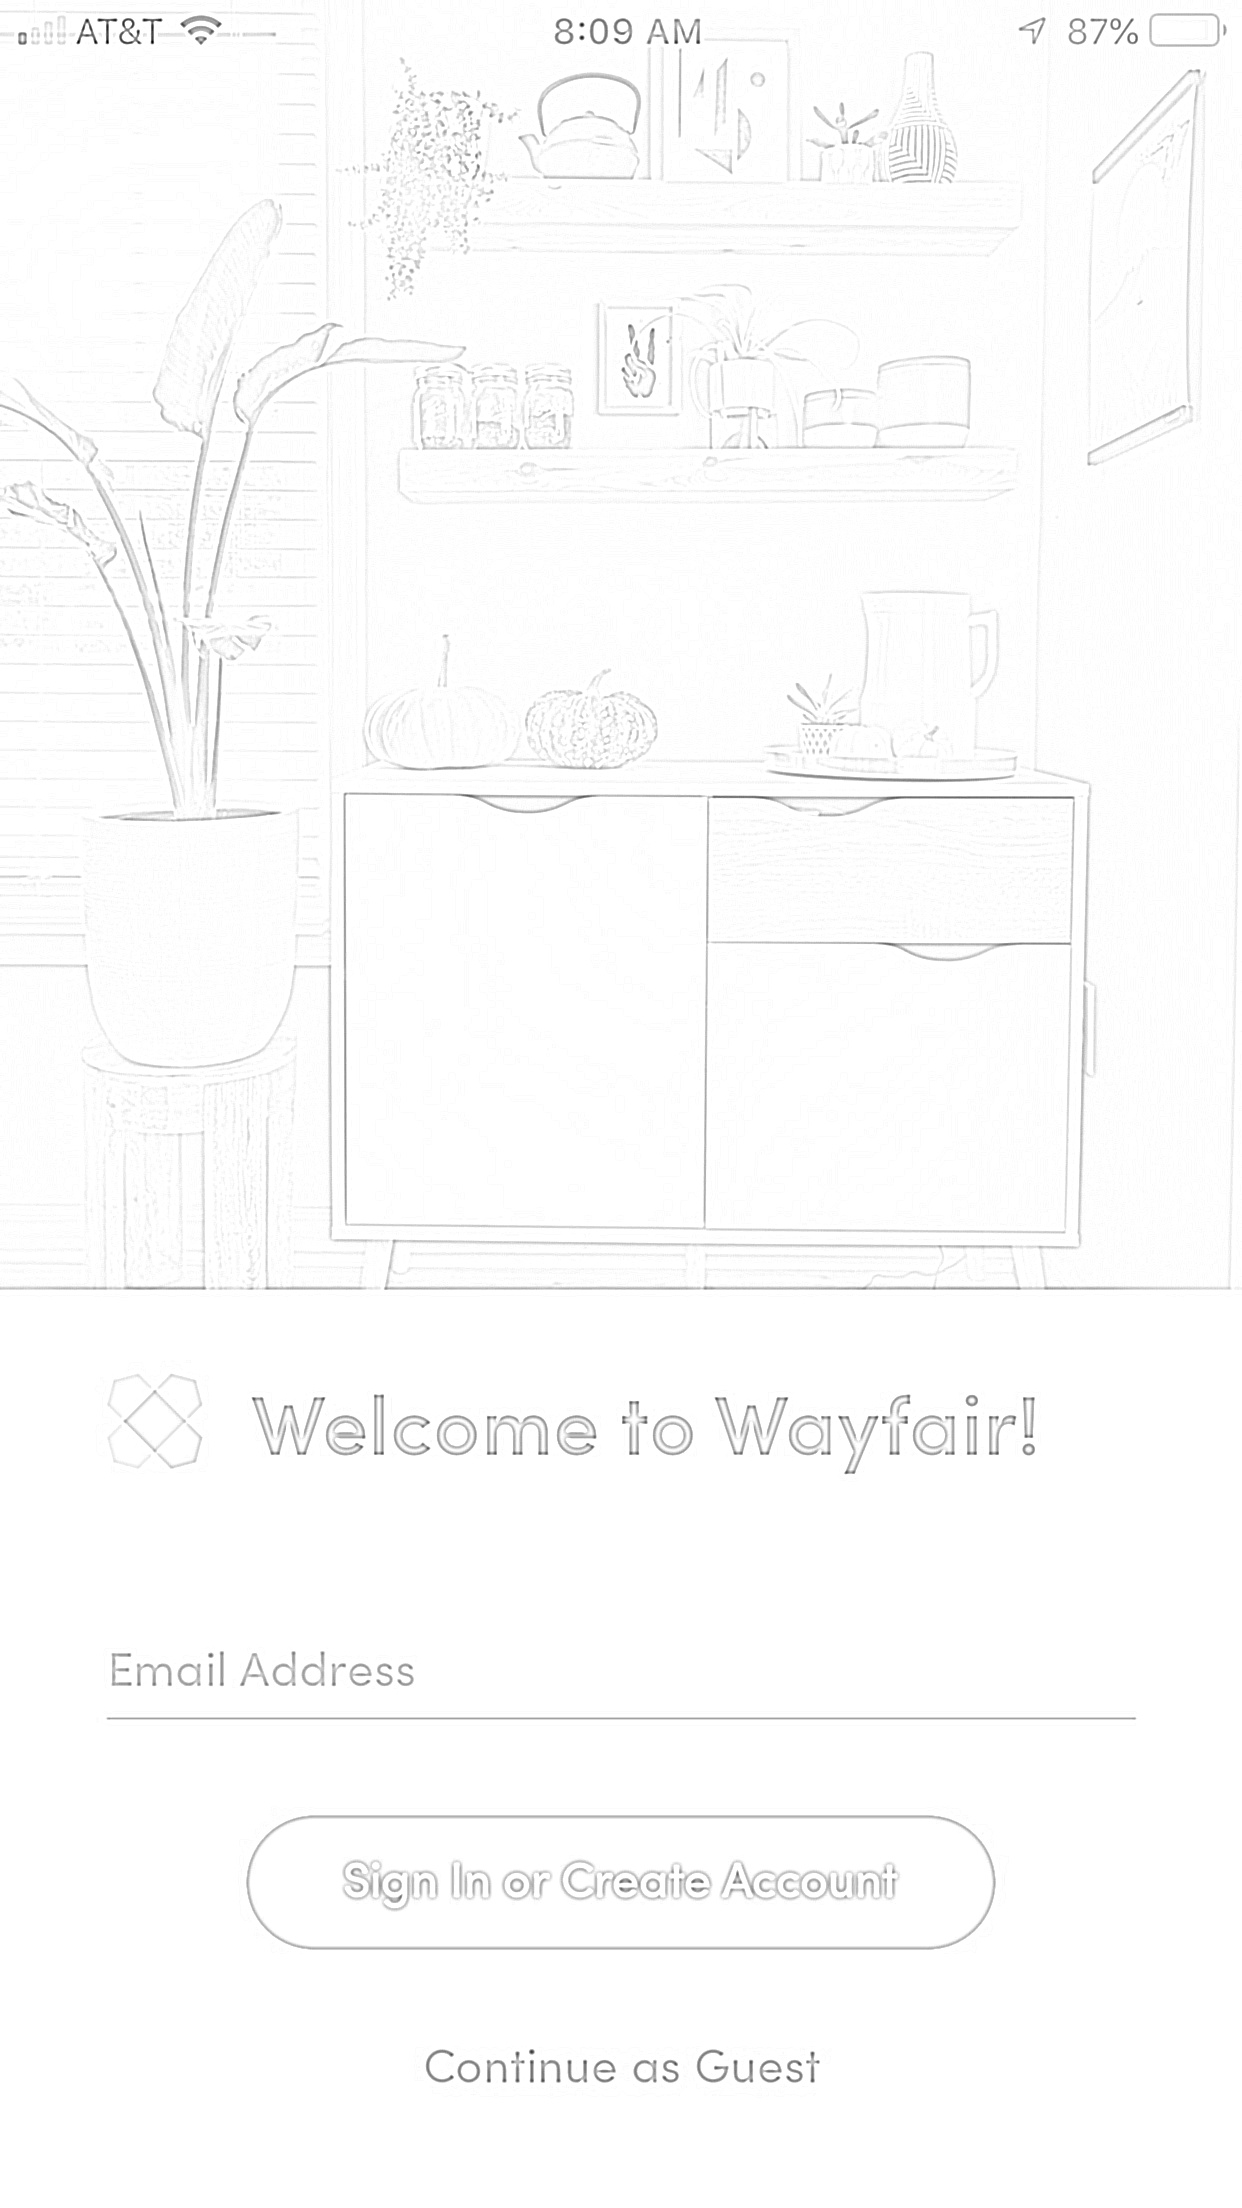 AT&T 8:09 AM 87%
Welcome to Wayfair!
Email Address
Sign In or Create Account
Continue as Guest